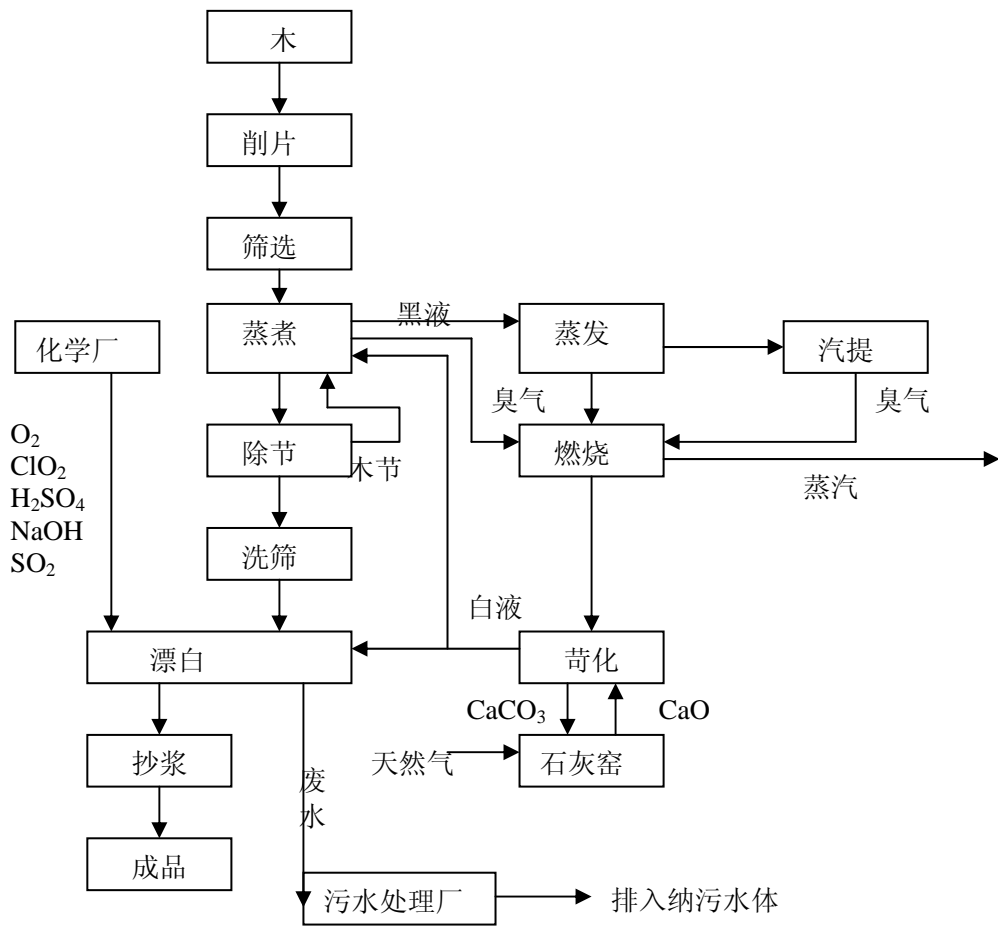 木
削片
筛选
蒸煮
黑液
蒸发
汽提
化学厂
臭气
臭气
除节
木节
燃烧
蒸汽
O₂
ClO₂
H₂SO₄
NaOH
SO₂
洗筛
白液
漂白
苛化
CaCO₃
CaO
抄浆
天然气
石灰窑
废
水
成品
污水处理厂
排入纳污水体